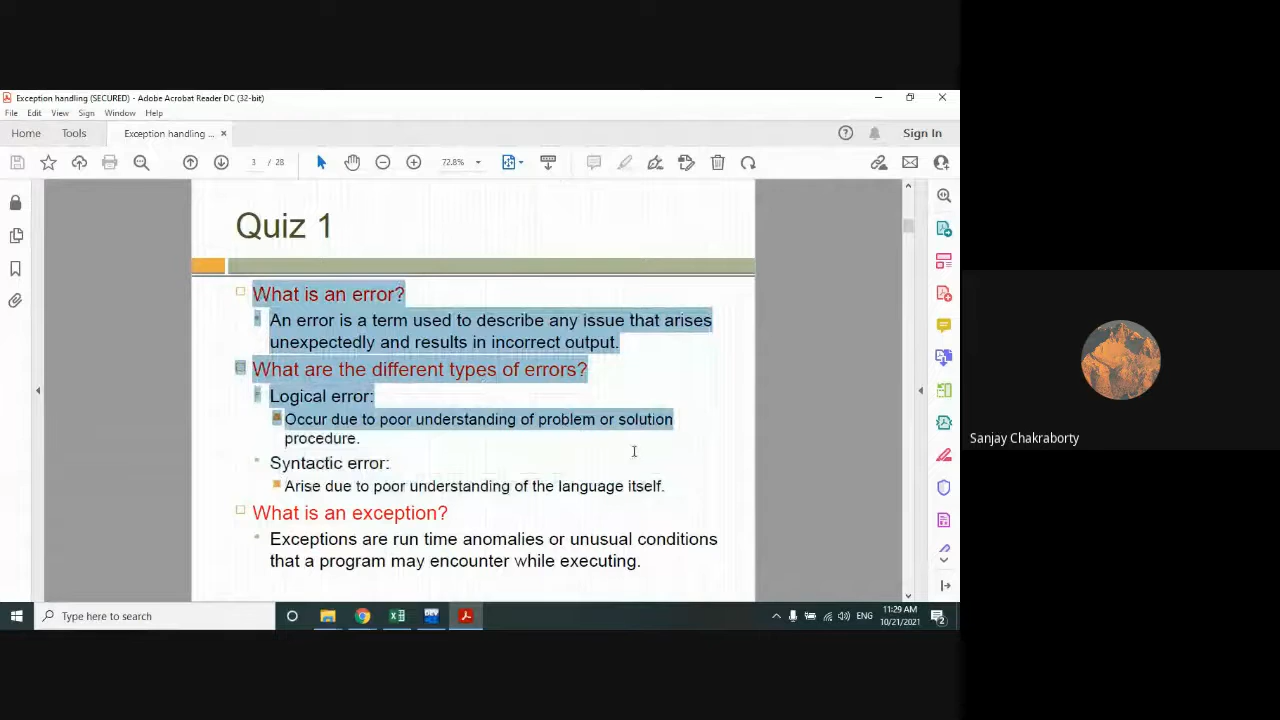 Exception handling (SECURED) - Adobe Acrobat Reader DC (32-bit)
File Edit View Sign Window Help
Home Tools Exception handling ... × Sign In
3 / 28 72.8%
Quiz 1
What is an error?
An error is a term used to describe any issue that arises
unexpectedly and results in incorrect output.
What are the different types of errors?
Logical error:
Occur due to poor understanding of problem or solution
procedure.
Syntactic error:
Arise due to poor understanding of the language itself.
What is an exception?
Exceptions are run time anomalies or unusual conditions
that a program may encounter while executing.
Sanjay Chakraborty
Type here to search
DEV
ENG
11:29 AM
10/21/2021
2